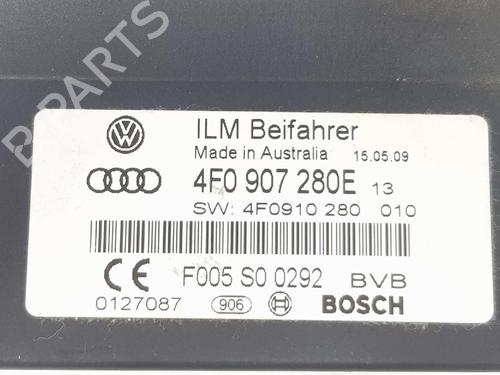 B-PARTS
ILM Beifahrer
Made in Australia 15.05.09
4F0 907 280E 13
SW: 4F0910 280 010
CE F005 S0 0292 BVB
0127087 906 BOSCH